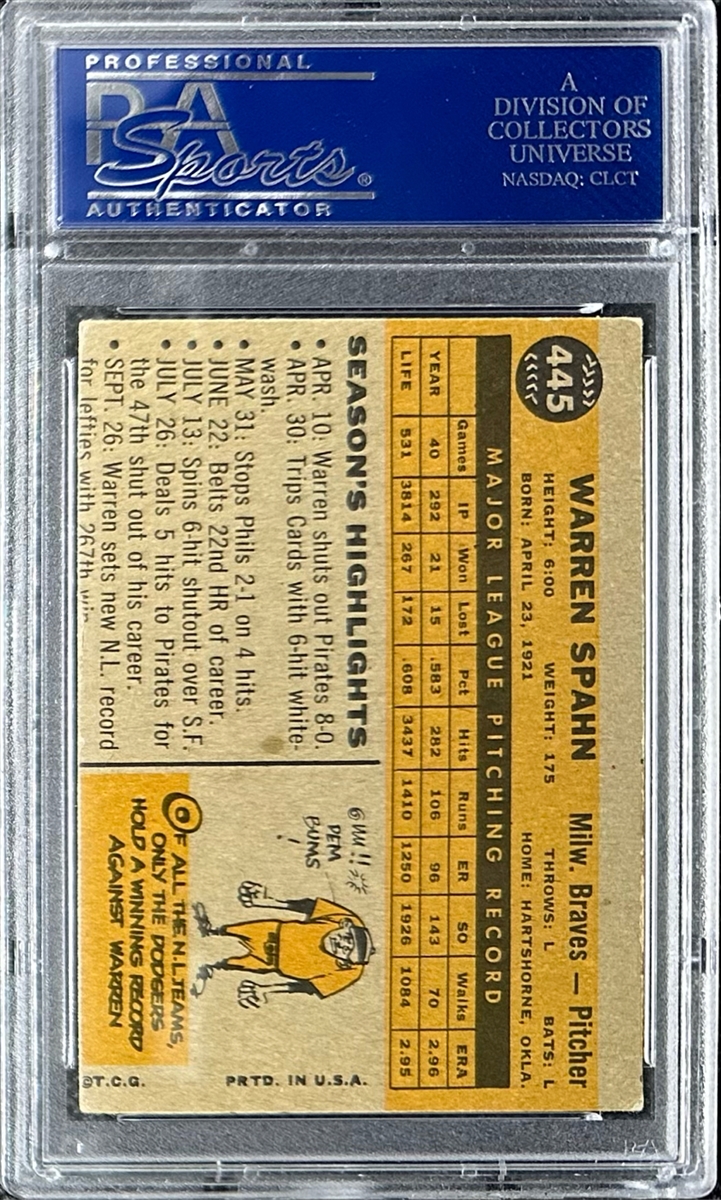 PROFESSIONAL
PSA
Sports®
AUTHENTICATOR
A
DIVISION OF
COLLECTORS
UNIVERSE
NASDAQ: CLCT
445
WARREN SPAHN Milw. Braves — Pitcher
HEIGHT: 6:00 WEIGHT: 175 THROWS: L BATS: L
BORN: APRIL 23, 1921 HOME: HARTSHORNE, OKLA.
MAJOR LEAGUE PITCHING RECORD
Games IP Won Lost Pct Hits Runs ER SO Walks ERA
YEAR 40 292 21 15 .583 282 106 96 143 70 2.96
LIFE 531 3814 267 172 .608 3437 1410 1250 1926 1084 2.95
SEASON'S HIGHLIGHTS
• APR. 10: Warren shuts out Pirates 8-0.
• APR. 30: Trips Cards with 6-hit white-
wash.
• MAY 31: Stops Phils 2-1 on 4 hits.
• JUNE 22: Belts 22nd HR of career.
• JULY 13: Spins 6-hit shutout over S.F.
• JULY 26: Deals 5 hits to Pirates for
the 47th shut out of his career.
• SEPT. 26: Warren sets new N.L. record
for lefties with 267th win
DEM
BUMS!
OF ALL THE N.L. TEAMS,
ONLY THE DODGERS
HOLD A WINNING RECORD
AGAINST WARREN
©T.C.G. PRTD. IN U.S.A.